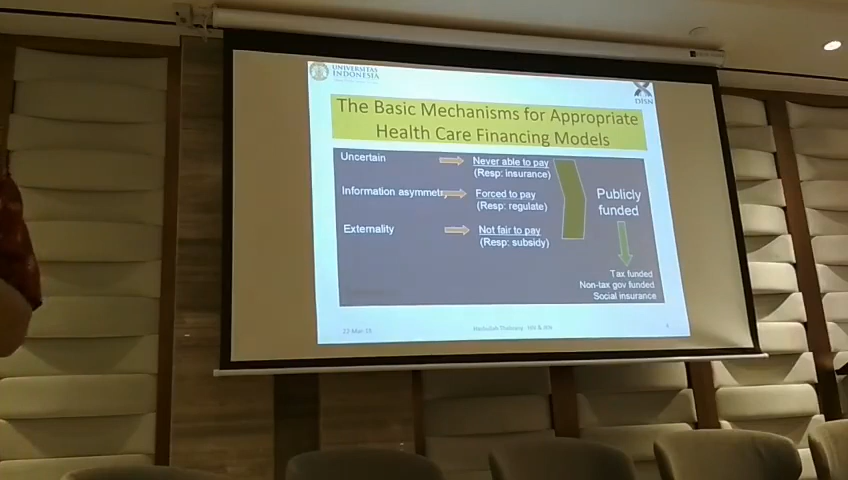 UNIVERSITAS
INDONESIA
DJSN
The Basic Mechanisms for Appropriate
Health Care Financing Models
Uncertain
Never able to pay
(Resp: insurance)
Information asymmetr
Forced to pay
(Resp: regulate)
Externality
Not fair to pay
(Resp: subsidy)
Publicly
funded
Tax funded
Non-tax gov funded
Social insurance